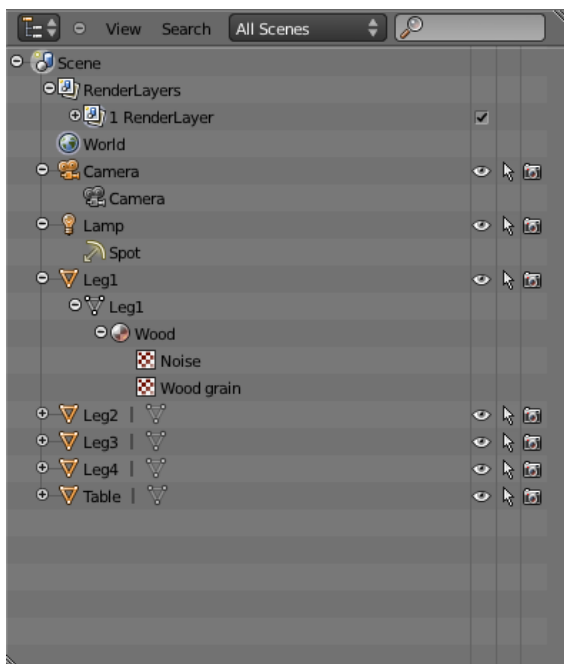 View Search All Scenes
Scene
RenderLayers
1 RenderLayer
World
Camera
Camera
Lamp
Spot
Leg1
Leg1
Wood
Noise
Wood grain
Leg2 |
Leg3 |
Leg4 |
Table |